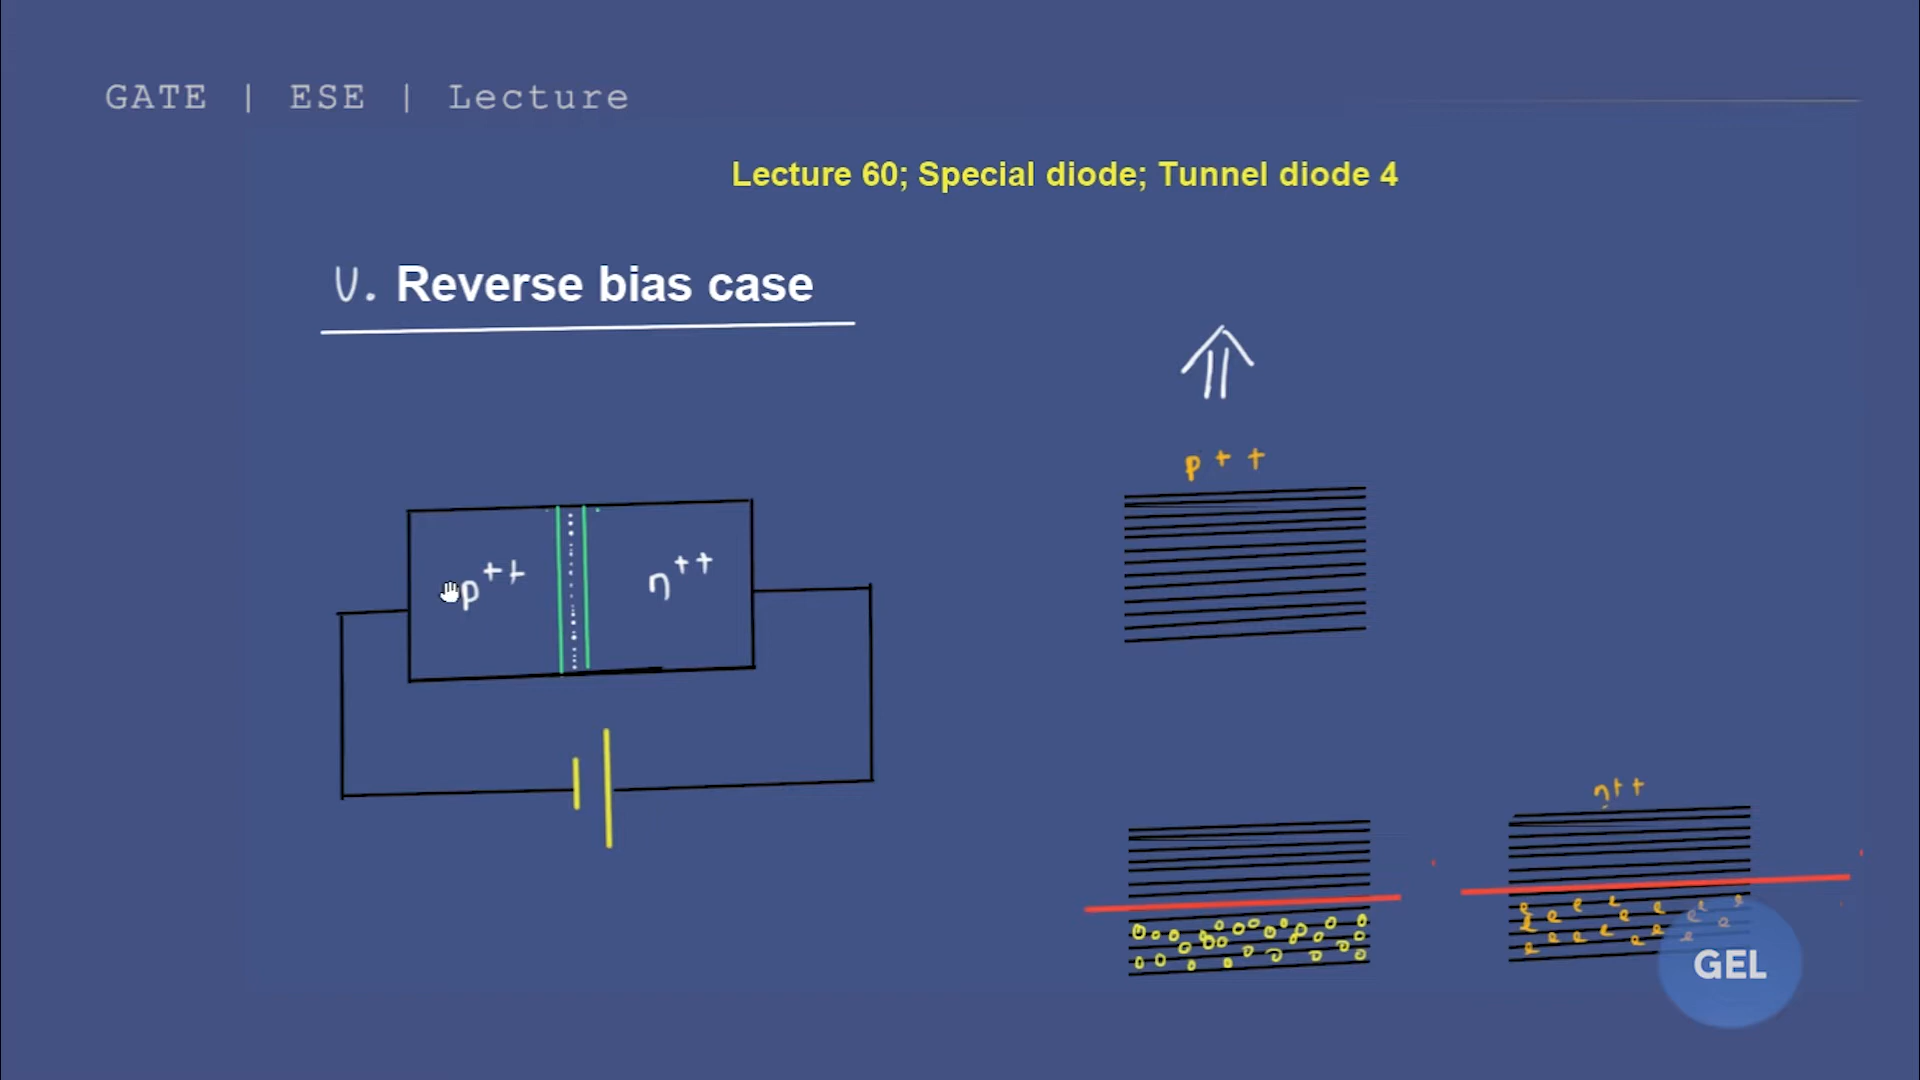 GATE | ESE | Lecture
Lecture 60; Special diode; Tunnel diode 4
V. Reverse bias case
p++
p++ n++
n++
GEL